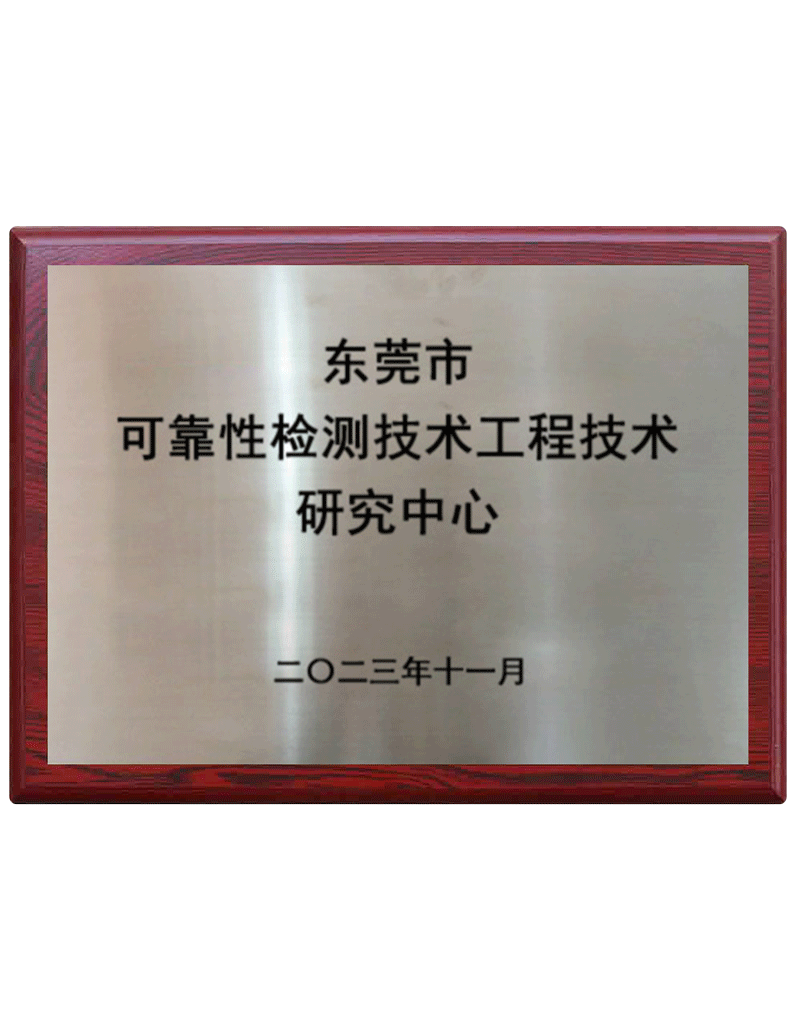 东莞市
可靠性检测技术工程技术
研究中心
二〇二三年十一月